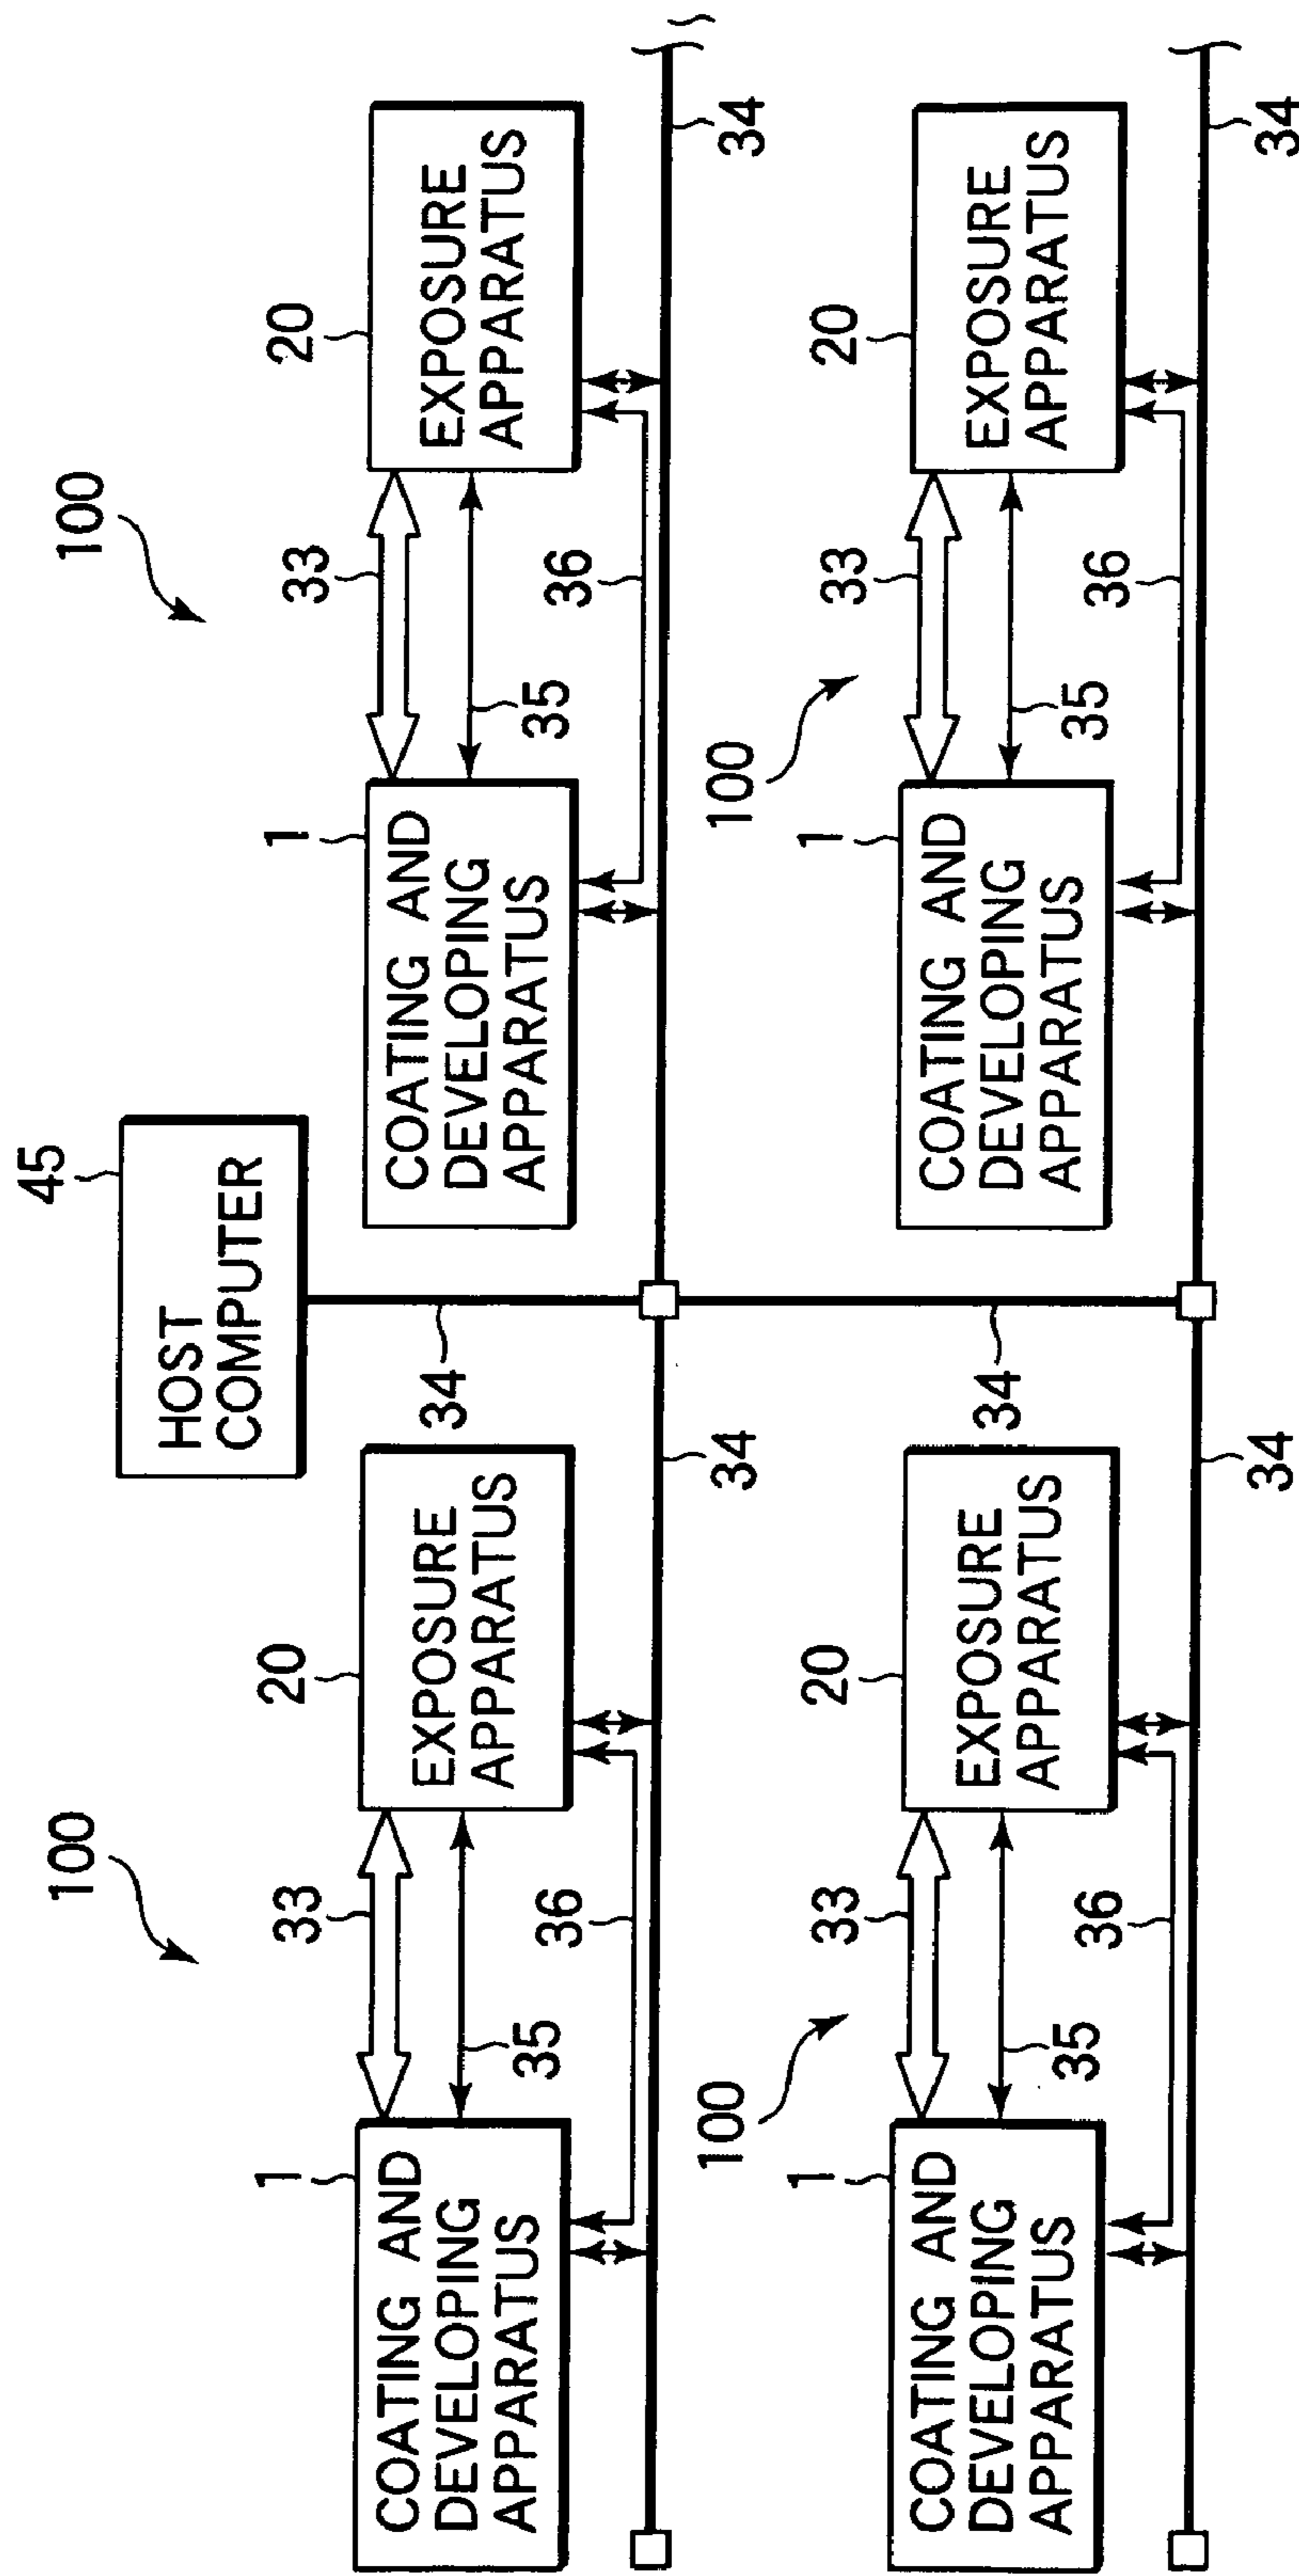 45
HOST
COMPUTER
34
100
1
COATING AND
DEVELOPING
APPARATUS
33
35
36
20
EXPOSURE
APPARATUS
34
100
1
COATING AND
DEVELOPING
APPARATUS
33
35
36
20
EXPOSURE
APPARATUS
34
34
100
1
COATING AND
DEVELOPING
APPARATUS
33
35
36
20
EXPOSURE
APPARATUS
34
100
1
COATING AND
DEVELOPING
APPARATUS
33
35
36
20
EXPOSURE
APPARATUS
34